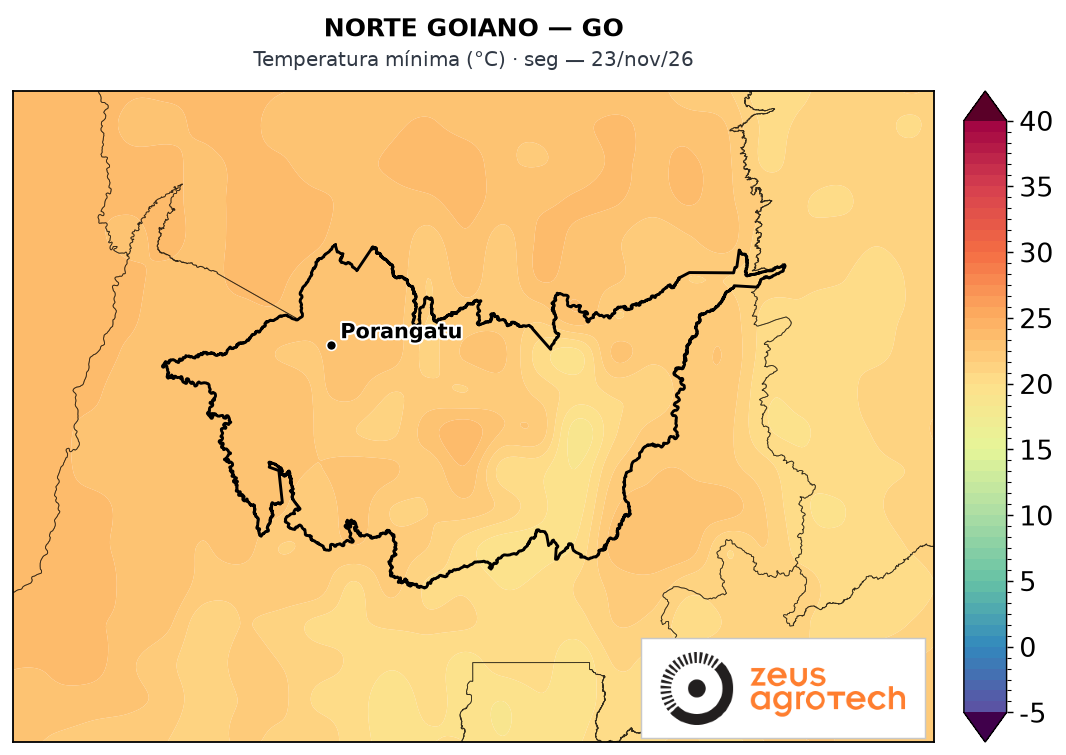 NORTE GOIANO — GO
Temperatura mínima (°C) · seg — 23/nov/26
Porangatu
40
35
30
25
20
15
10
5
0
-5
zeus
agrotech